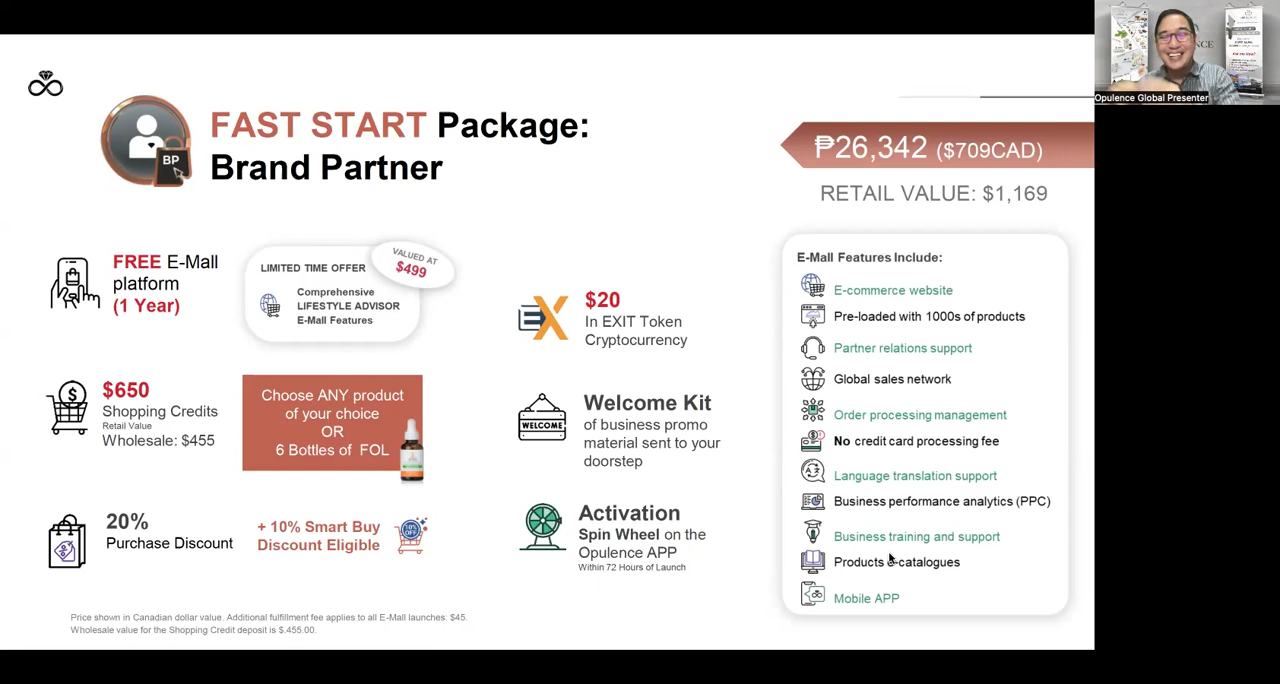 FAST START Package:
Brand Partner
BP
₱26,342 ($709CAD)
RETAIL VALUE: $1,169
FREE E-Mall
platform
(1 Year)
LIMITED TIME OFFER
VALUED AT
$499
Comprehensive
LIFESTYLE ADVISOR
E-Mall Features
$650
Shopping Credits
Retail Value
Wholesale: $455
Choose ANY product
of your choice
OR
6 Bottles of FOL
20%
Purchase Discount
+ 10% Smart Buy
Discount Eligible
10%
OFF
EX
$20
In EXIT Token
Cryptocurrency
WELCOME
Welcome Kit
of business promo
material sent to your
doorstep
Activation
Spin Wheel on the
Opulence APP
Within 72 Hours of Launch
E-Mall Features Include:
E-commerce website
Pre-loaded with 1000s of products
Partner relations support
Global sales network
Order processing management
No credit card processing fee
Language translation support
Business performance analytics (PPC)
Business training and support
Products e-catalogues
Mobile APP
Price shown in Canadian dollar value. Additional fulfillment fee applies to all E-Mall launches: $45.
Wholesale value for the Shopping Credit deposit is $.455.00.
Opulence Global Presenter